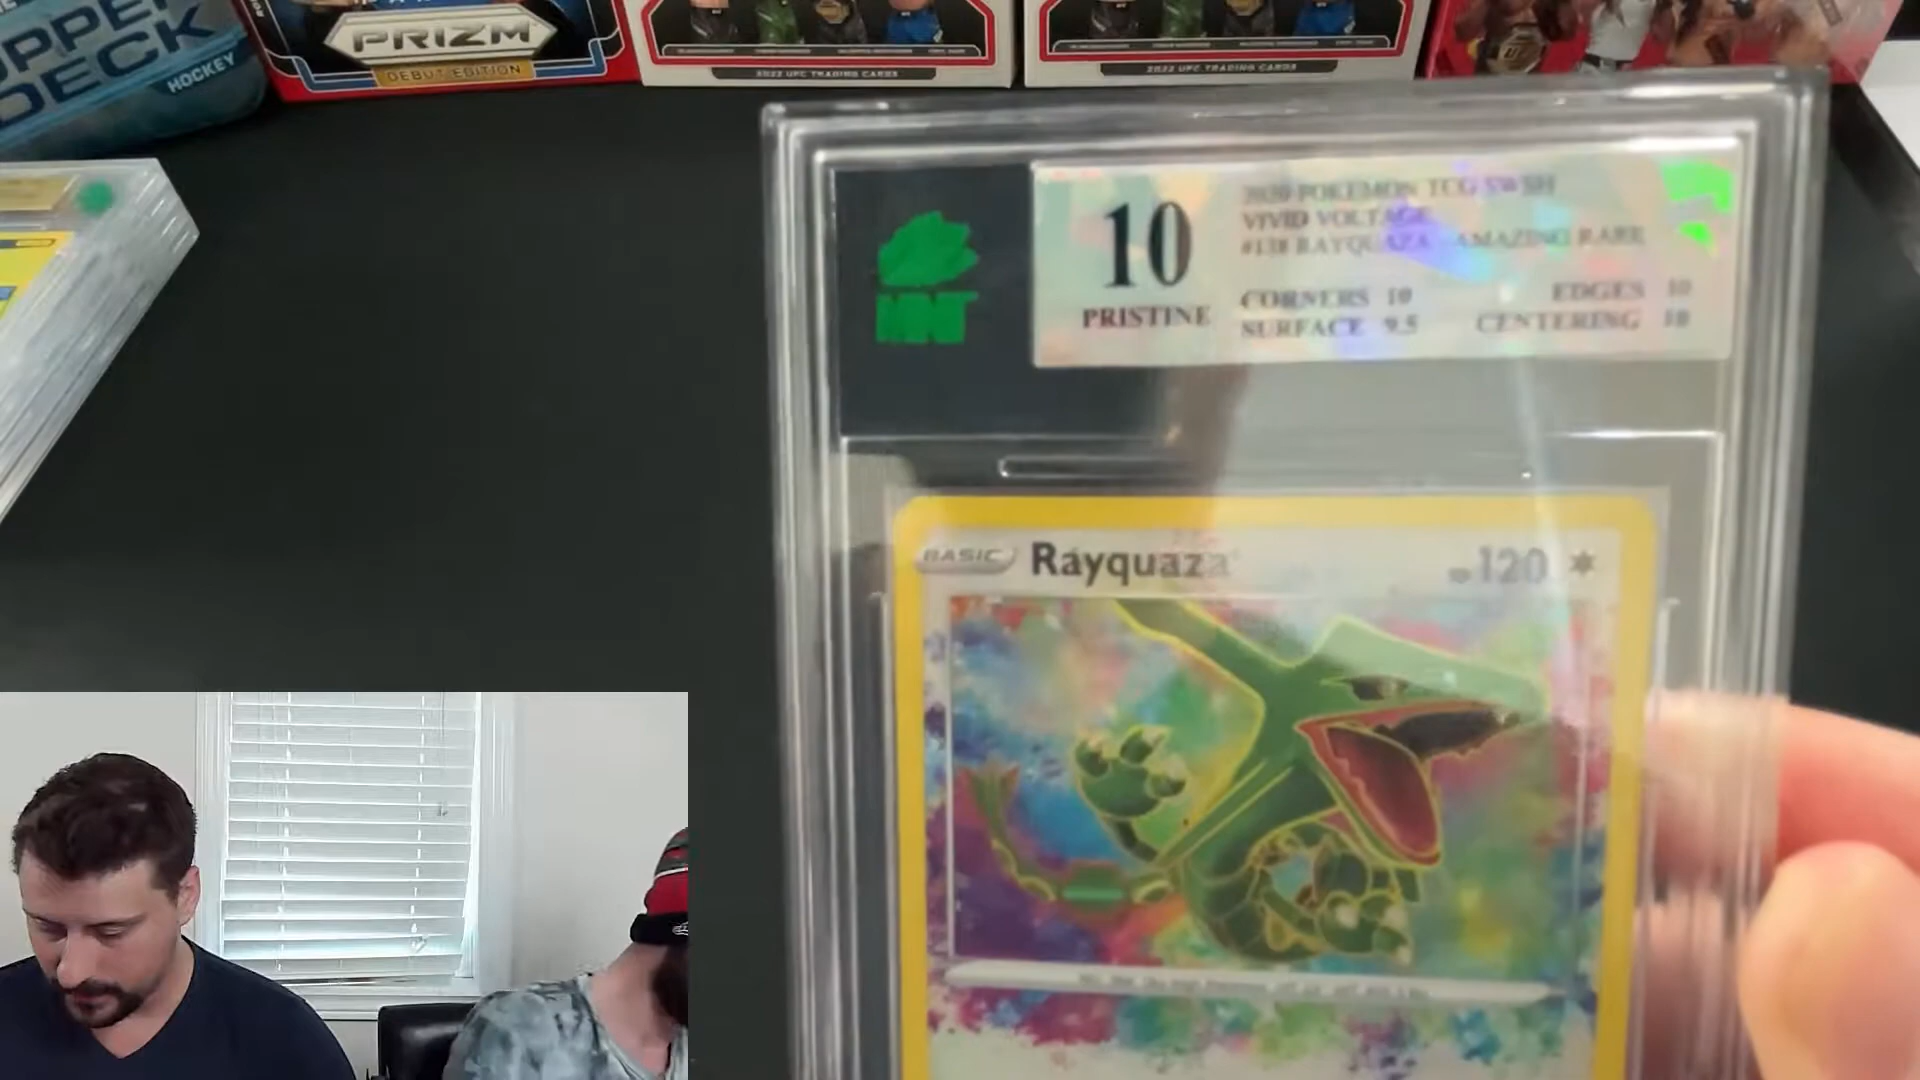 UPPER
DECK
HOCKEY
PRIZM
DEBUT EDITION
2022 UFC TRADING CARDS
2022 UFC TRADING CARDS
MNT
10
PRISTINE
2020 POKEMON TCG SWSH
VIVID VOLTAGE
#138 RAYQUAZA - AMAZING RARE
CORNERS 10
EDGES 10
SURFACE 9.5
CENTERING 10
BASIC
Rayquaza
HP 120